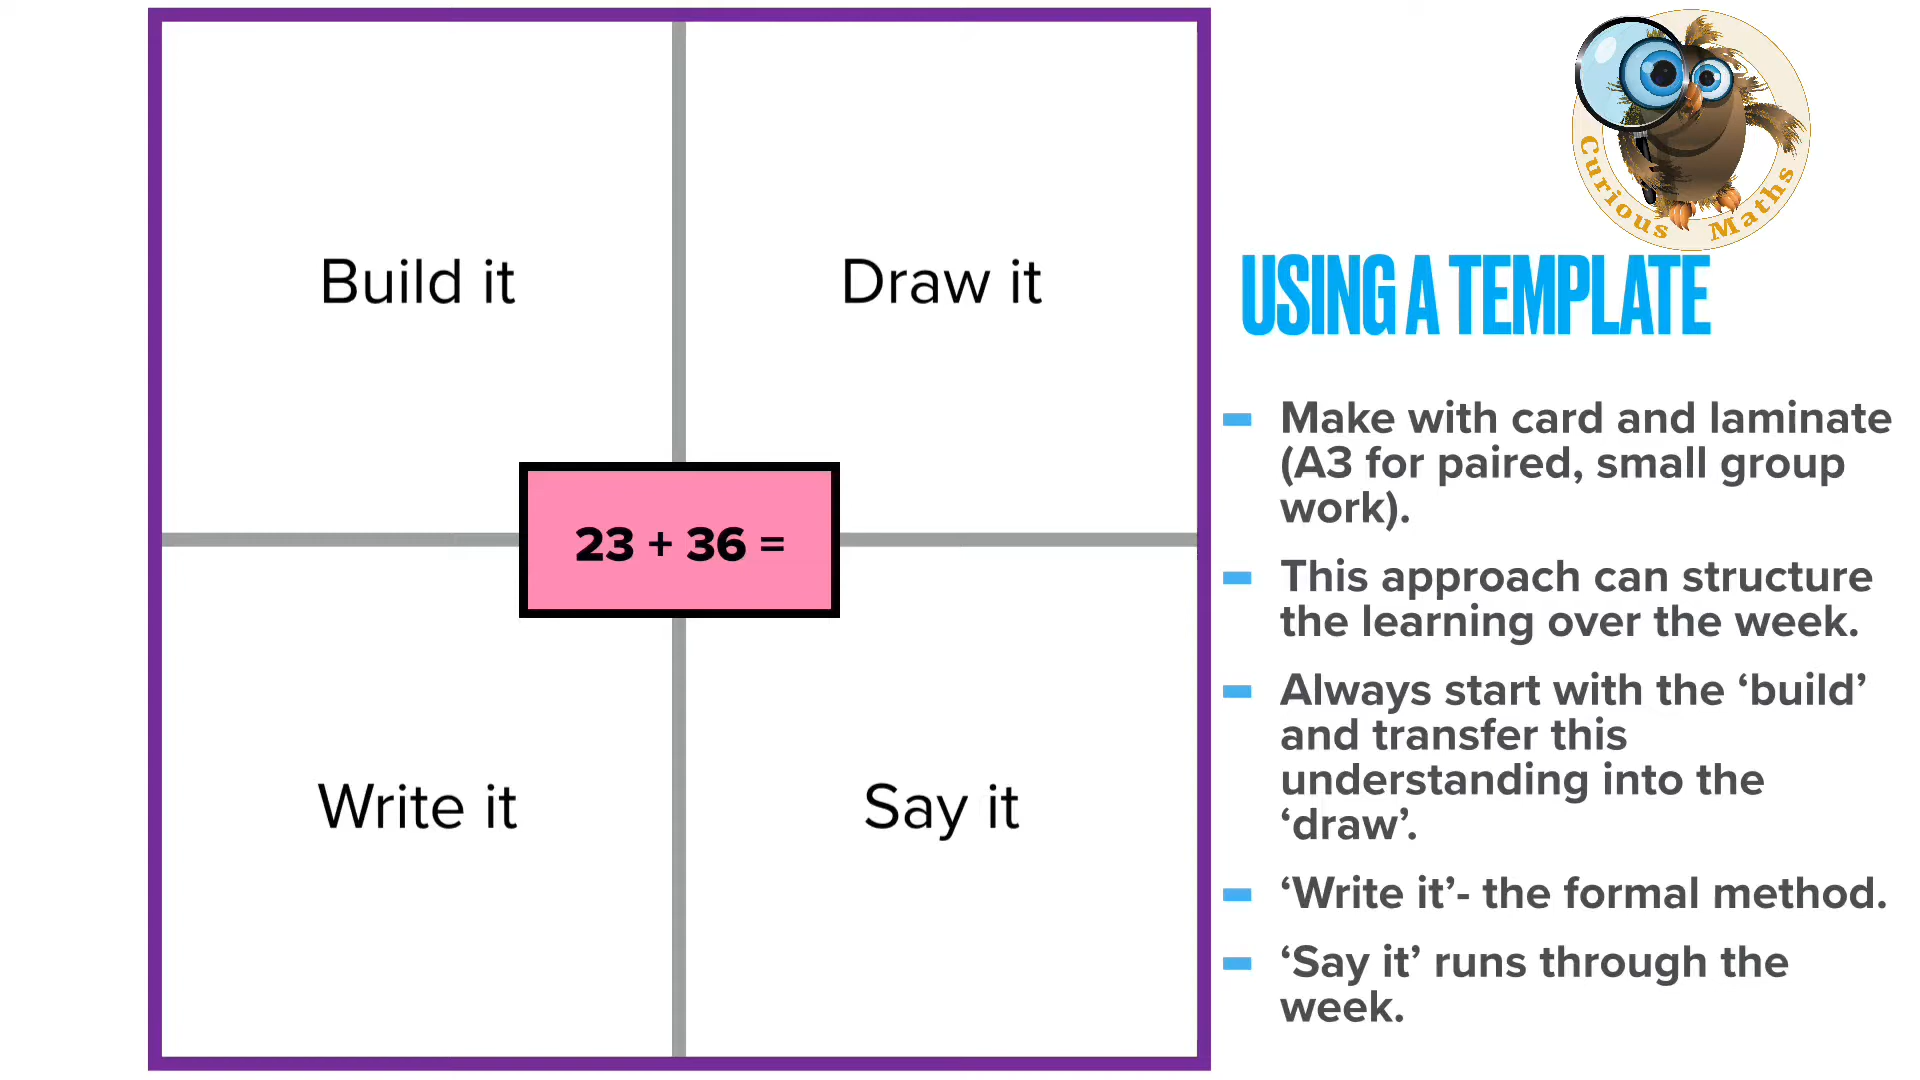 Build it
Draw it
23 + 36 =
Write it
Say it
Curious Maths
USING A TEMPLATE
Make with card and laminate
(A3 for paired, small group
work).
This approach can structure
the learning over the week.
Always start with the ‘build’
and transfer this
understanding into the
‘draw’.
‘Write it’- the formal method.
‘Say it’ runs through the
week.